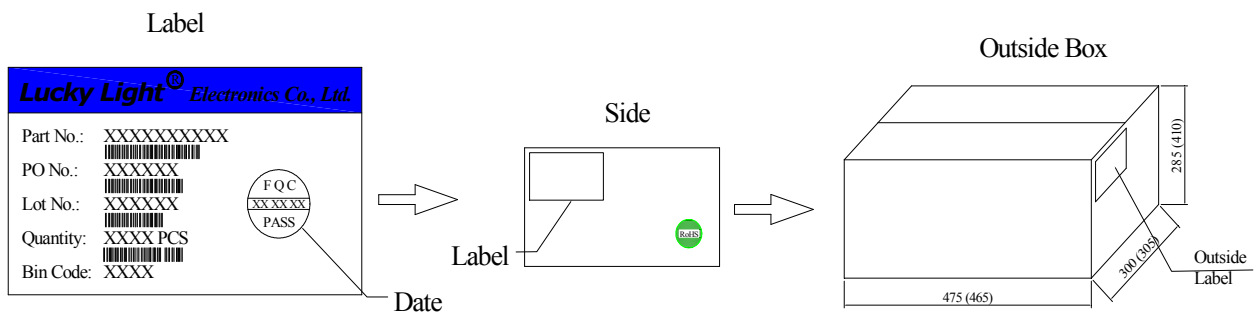 Label
Lucky Light® Electronics Co., Ltd.
Part No.: XXXXXXXXXX
PO No.: XXXXXX
Lot No.: XXXXXX
Quantity: XXXX PCS
Bin Code: XXXX
F Q C
XX XX XX
PASS
Date
Side
Label
RoHS
Outside Box
285 (410)
300 (305)
475 (465)
Outside
Label